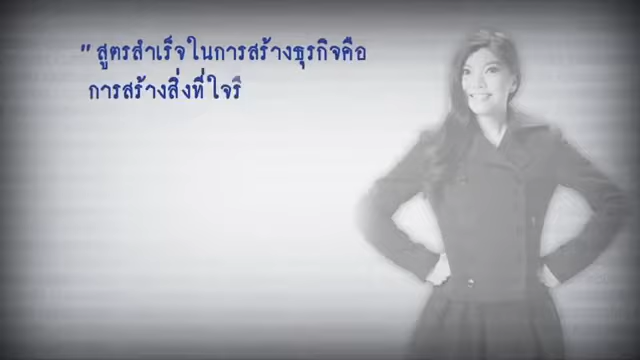 " สูตรสำเร็จในการสร้างธุรกิจคือ
การสร้างสิ่งที่ใจรั